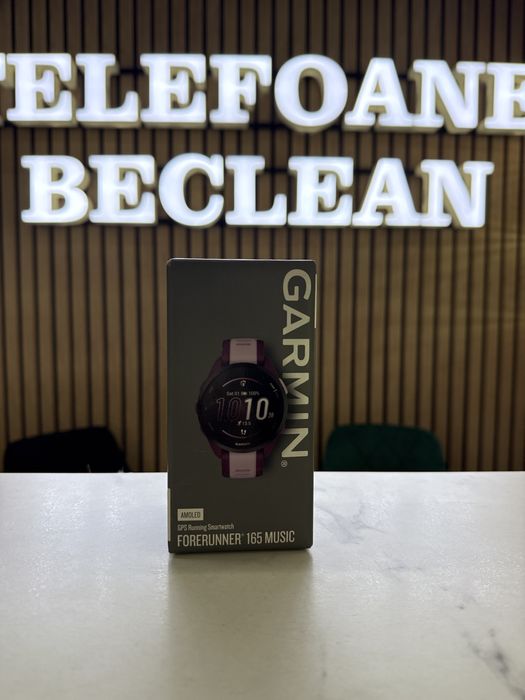 TELEFOANE
BECLEAN
GARMIN®
10:10
AMOLED
GPS Running Smartwatch
FORERUNNER® 165 MUSIC